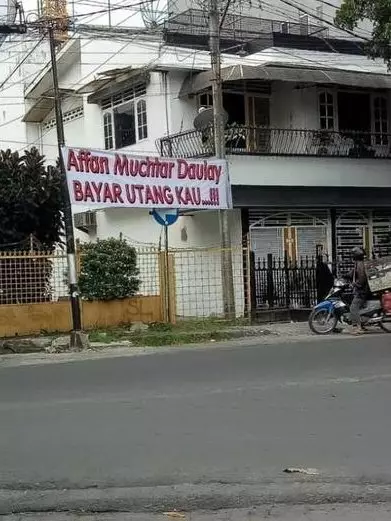 Affan Muchtar Daulay
BAYAR UTANG KAU...!!!